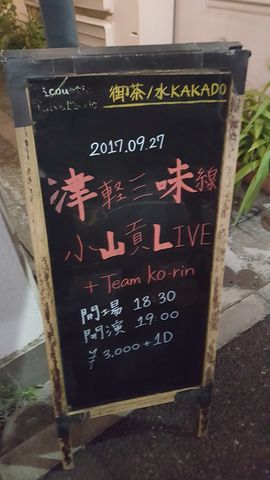 Acoustic
Live Music
御茶ノ水KAKADO
2017.09.27
津軽三味線
小山貢LIVE
+ Team ko-rin
開場 18:30
開演 19:00
¥3,000+1D